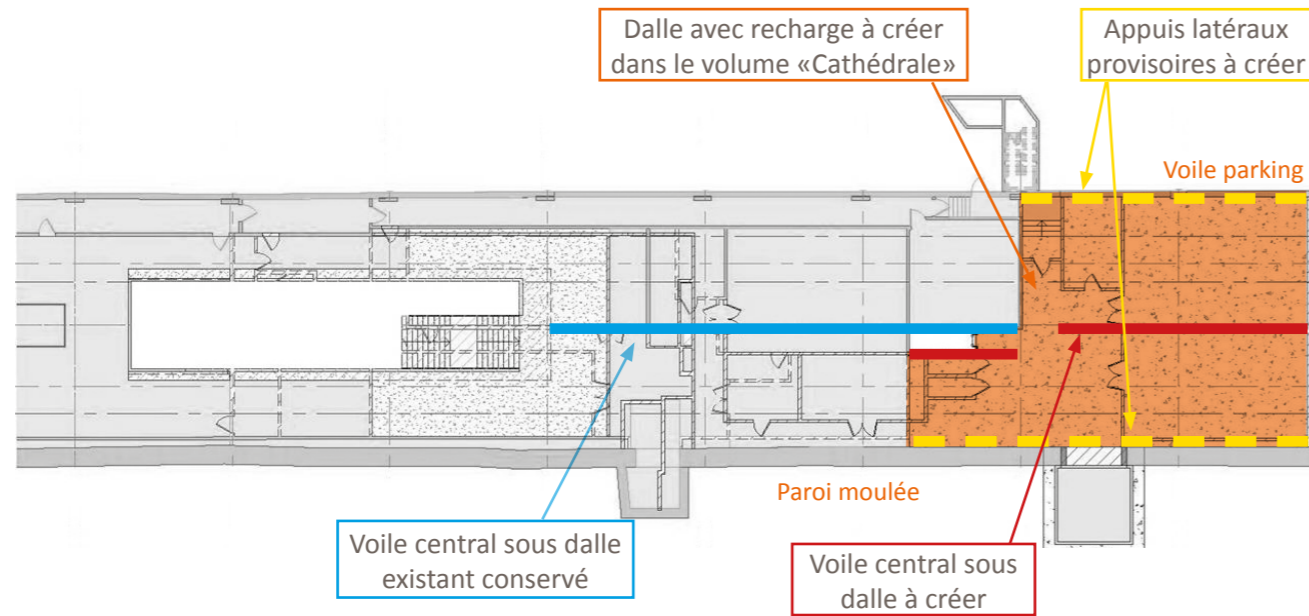 Dalle avec recharge à créer
dans le volume «Cathédrale»
Appuis latéraux
provisoires à créer
Voile parking
Paroi moulée
Voile central sous dalle
existant conservé
Voile central sous
dalle à créer